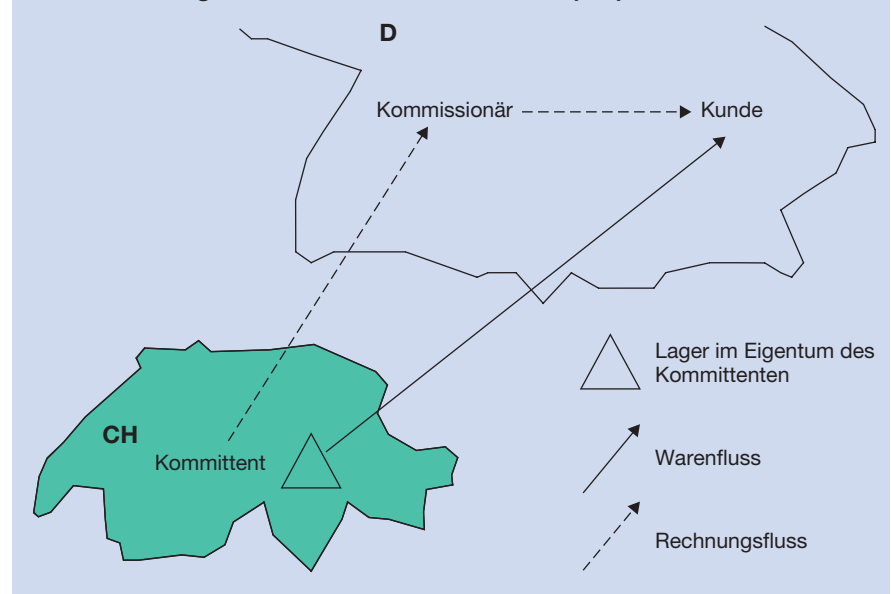 D
Kommissionär
Kunde
Lager im Eigentum des
Kommittenten
CH
Kommittent
Warenfluss
Rechnungsfluss